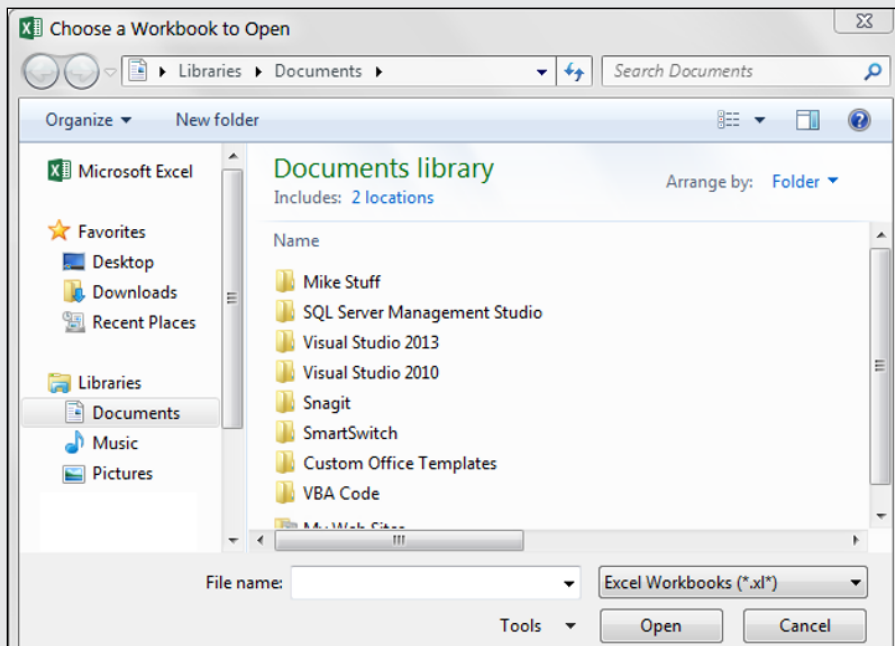 Choose a Workbook to Open
Libraries Documents Search Documents
Organize New folder
Microsoft Excel
Favorites
Desktop
Downloads
Recent Places
Libraries
Documents
Music
Pictures
Documents library
Includes: 2 locations
Arrange by: Folder
Name
Mike Stuff
SQL Server Management Studio
Visual Studio 2013
Visual Studio 2010
Snagit
SmartSwitch
Custom Office Templates
VBA Code
My Web Sites
File name: Excel Workbooks (*.xl*)
Tools Open Cancel